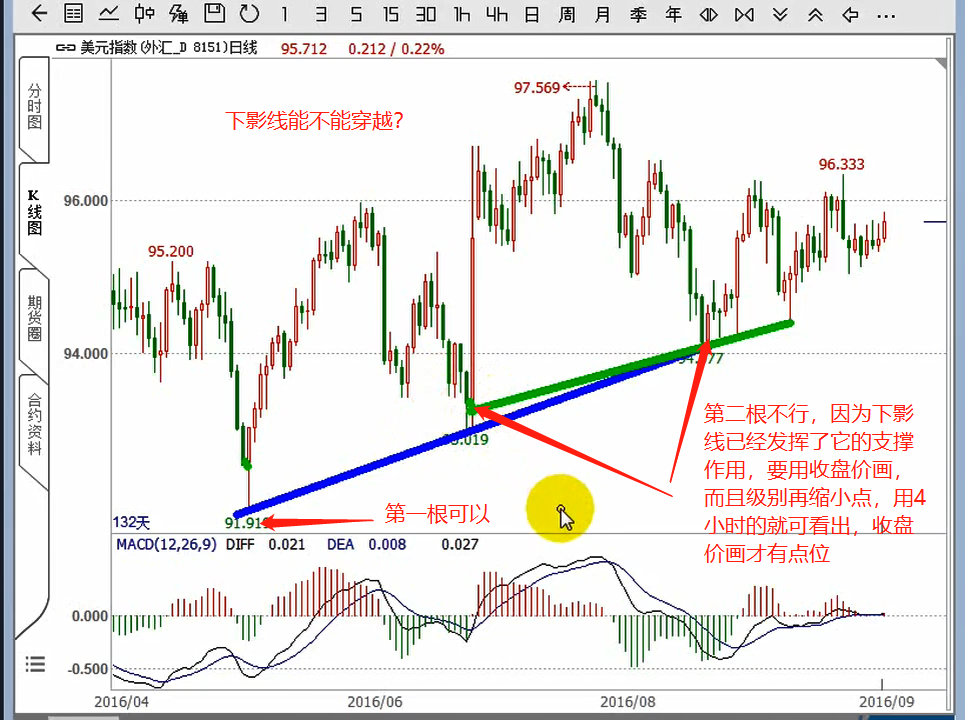 1 3 5 15 30 1h 4h 日 周 月 季 年
美元指数(外汇_D 8151)日线 95.712 0.212 / 0.22%
分时图
K线图
期货圈
合约资料
97.569
下影线能不能穿越?
96.333
96.000
95.200
94.000
第二根不行，因为下影
线已经发挥了它的支撑
作用，要用收盘价画，
而且级别再缩小点，用4
小时的就可看出，收盘
价画才有点位
第一根可以
132天
MACD(12,26,9) DIFF 0.021 DEA 0.008 0.027
0.000
-0.500
2016/04 2016/06 2016/08 2016/09